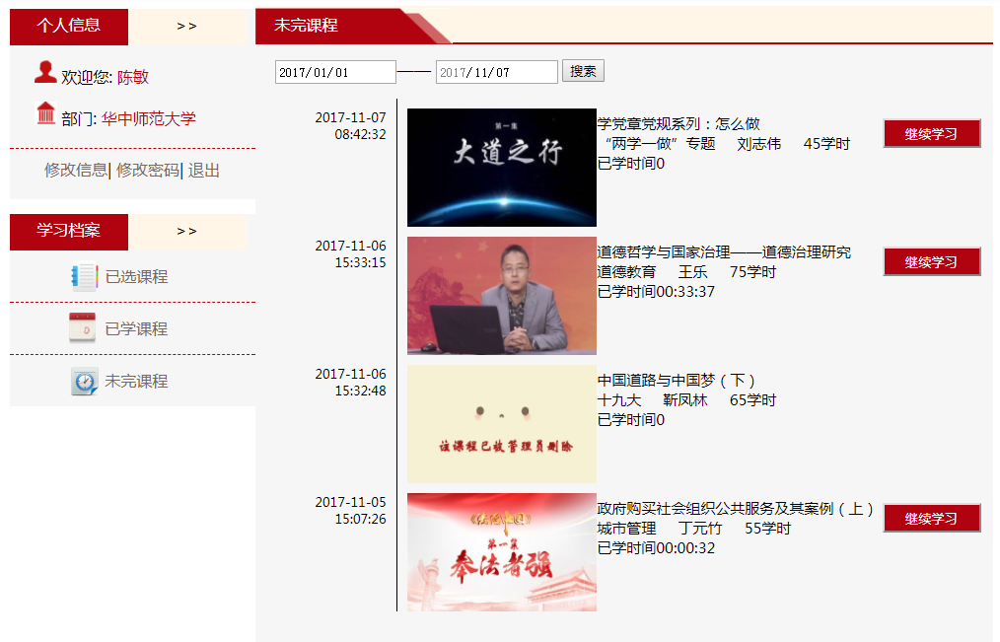 个人信息
>>
欢迎您: 陈敏
部门: 华中师范大学
修改信息| 修改密码| 退出
学习档案
>>
已选课程
已学课程
未完课程
未完课程
2017/01/01 —— 2017/11/07 搜索
2017-11-07
08:42:32
第一集
大道之行
学党章党规系列：怎么做
“两学一做”专题 刘志伟 45学时
已学时间0
继续学习
2017-11-06
15:33:15
道德哲学与国家治理——道德治理研究
道德教育 王乐 75学时
已学时间00:33:37
继续学习
2017-11-06
15:32:48
该课程已被管理员删除
中国道路与中国梦（下）
十九大 靳凤林 65学时
已学时间0
2017-11-05
15:07:26
《法治中国》
第一集
奉法者强
政府购买社会组织公共服务及其案例（上）
城市管理 丁元竹 55学时
已学时间00:00:32
继续学习